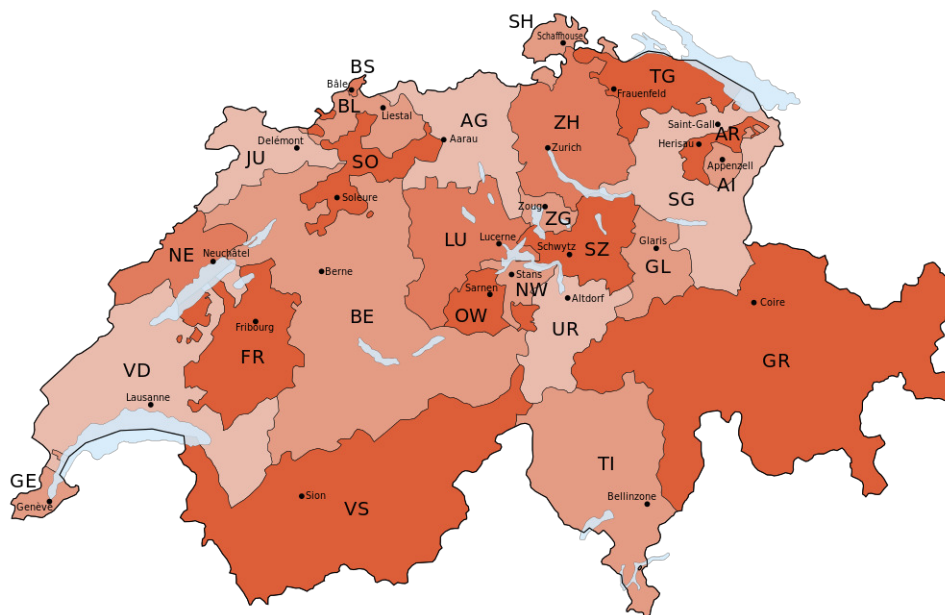 SH
Schaffhouse
BS
Bâle
BL
Liestal
TG
Frauenfeld
AG
ZH
Saint-Gall
AR
Herisau
Aarau
Delémont
JU
SO
Zurich
Appenzell
AI
SG
Soleure
Zoug
ZG
NE
Neuchâtel
LU
Lucerne
Schwytz
SZ
Glaris
GL
Berne
Stans
NW
Sarnen
OW
Altdorf
UR
Coire
BE
Fribourg
FR
GR
VD
Lausanne
TI
GE
Genève
Sion
VS
Bellinzone